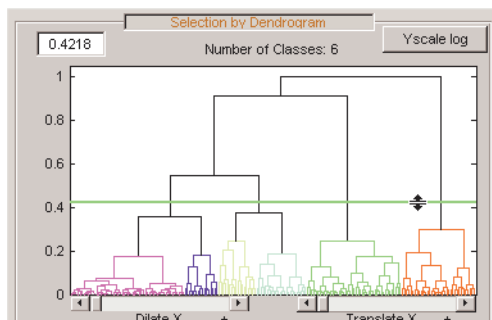 Selection by Dendrogram
0.4218
Number of Classes: 6
Yscale log
1
0.8
0.6
0.4
0.2
0
Dilate X +
Translate X +